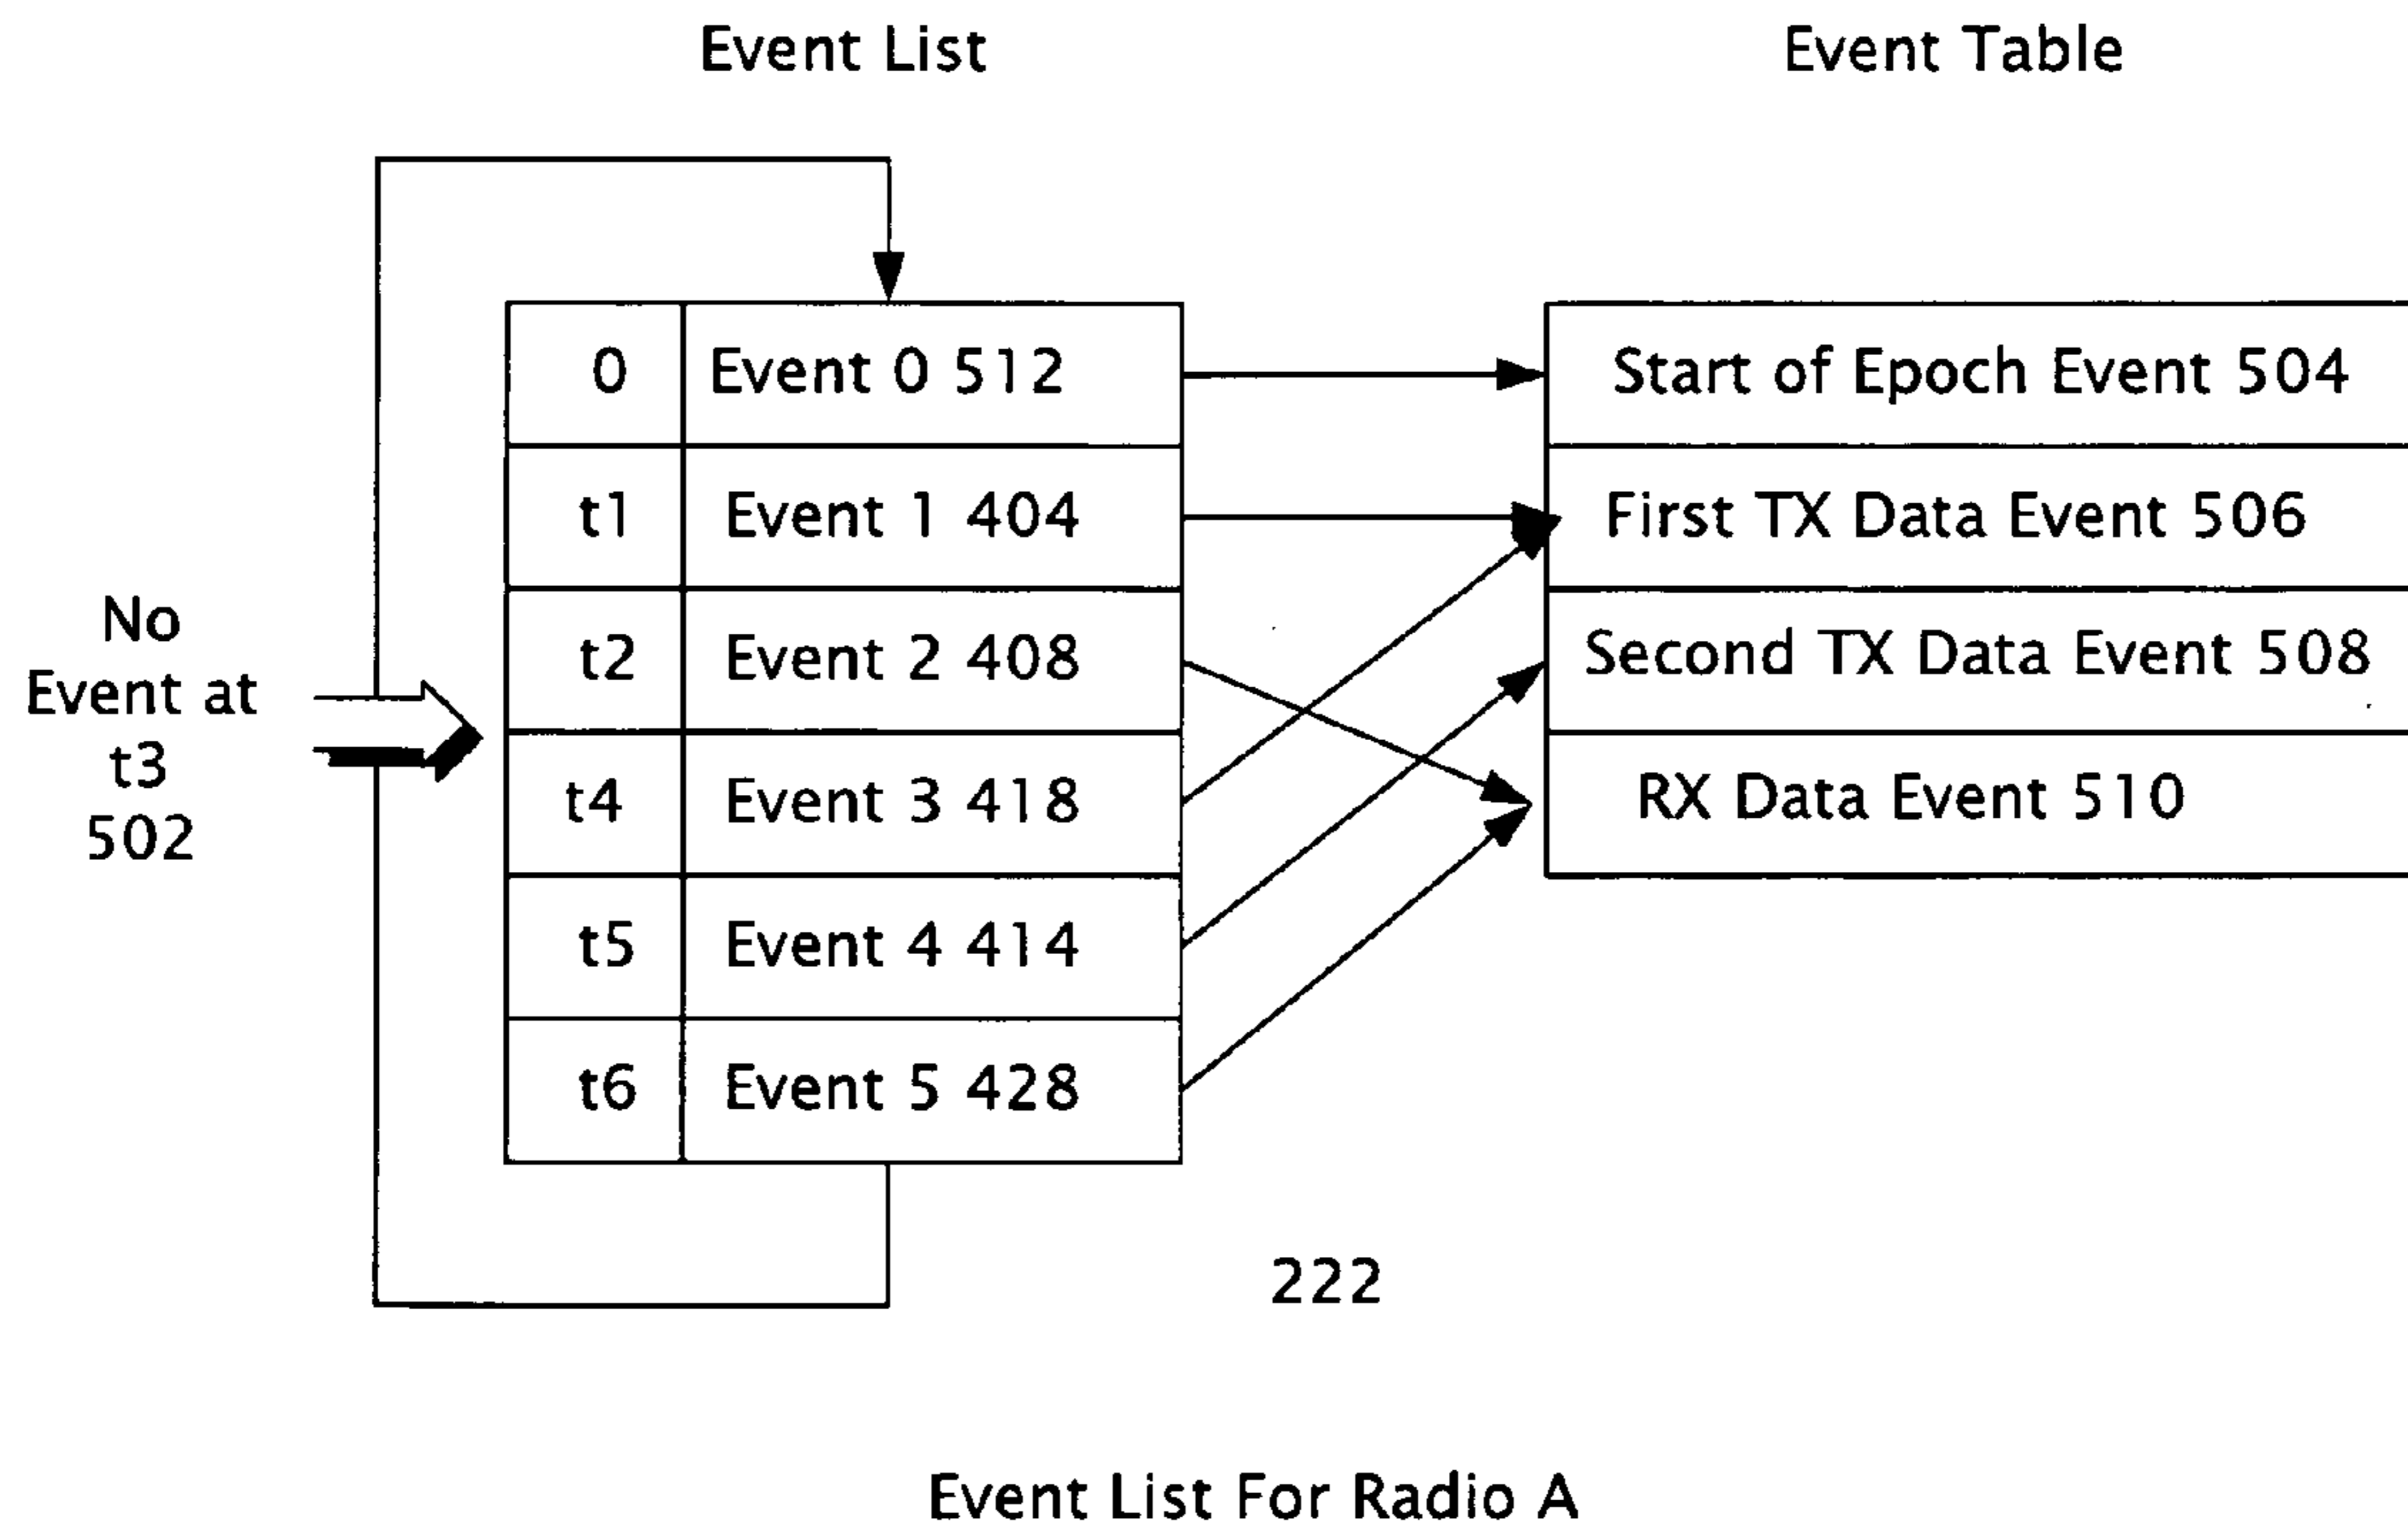 Event List
Event Table
0
Event 0 512
Start of Epoch Event 504
t1
Event 1 404
First TX Data Event 506
t2
Event 2 408
Second TX Data Event 508
No
Event at
t3
502
t4
Event 3 418
RX Data Event 510
t5
Event 4 414
t6
Event 5 428
222
Event List For Radio A